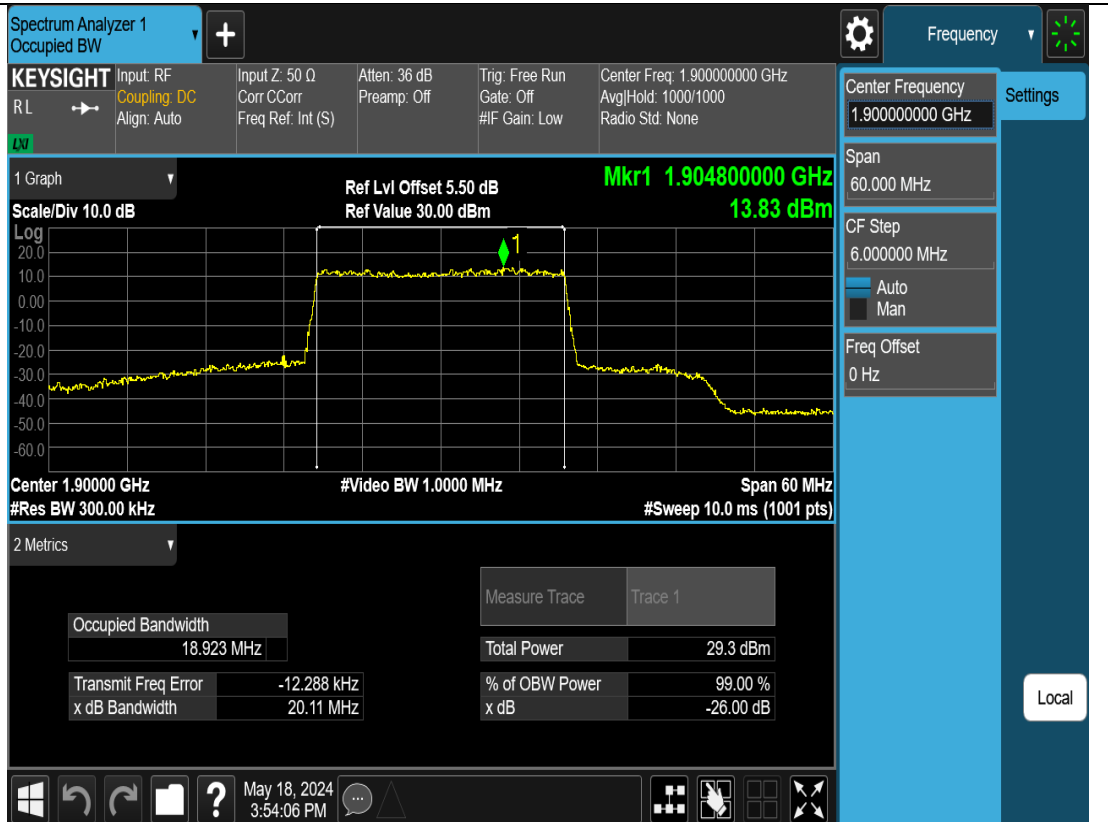 Spectrum Analyzer 1
Occupied BW
+
Frequency
KEYSIGHT
RL
LXI
Input: RF
Coupling: DC
Align: Auto
Input Z: 50 Ω
Corr CCorr
Freq Ref: Int (S)
Atten: 36 dB
Preamp: Off
Trig: Free Run
Gate: Off
#IF Gain: Low
Center Freq: 1.900000000 GHz
Avg|Hold: 1000/1000
Radio Std: None
Center Frequency
1.900000000 GHz
Settings
Span
60.000 MHz
CF Step
6.000000 MHz
Auto
Man
Freq Offset
0 Hz
Local
1 Graph
Scale/Div 10.0 dB
Ref Lvl Offset 5.50 dB
Ref Value 30.00 dBm
Mkr1 1.904800000 GHz
13.83 dBm
Log
1
20.0
10.0
0.00
-10.0
-20.0
-30.0
-40.0
-50.0
-60.0
Center 1.90000 GHz
#Video BW 1.0000 MHz
Span 60 MHz
#Res BW 300.00 kHz
#Sweep 10.0 ms (1001 pts)
2 Metrics
Measure Trace Trace 1
Occupied Bandwidth
18.923 MHz
Total Power 29.3 dBm
Transmit Freq Error -12.288 kHz
% of OBW Power 99.00 %
x dB Bandwidth 20.11 MHz
x dB -26.00 dB
?
May 18, 2024
3:54:06 PM